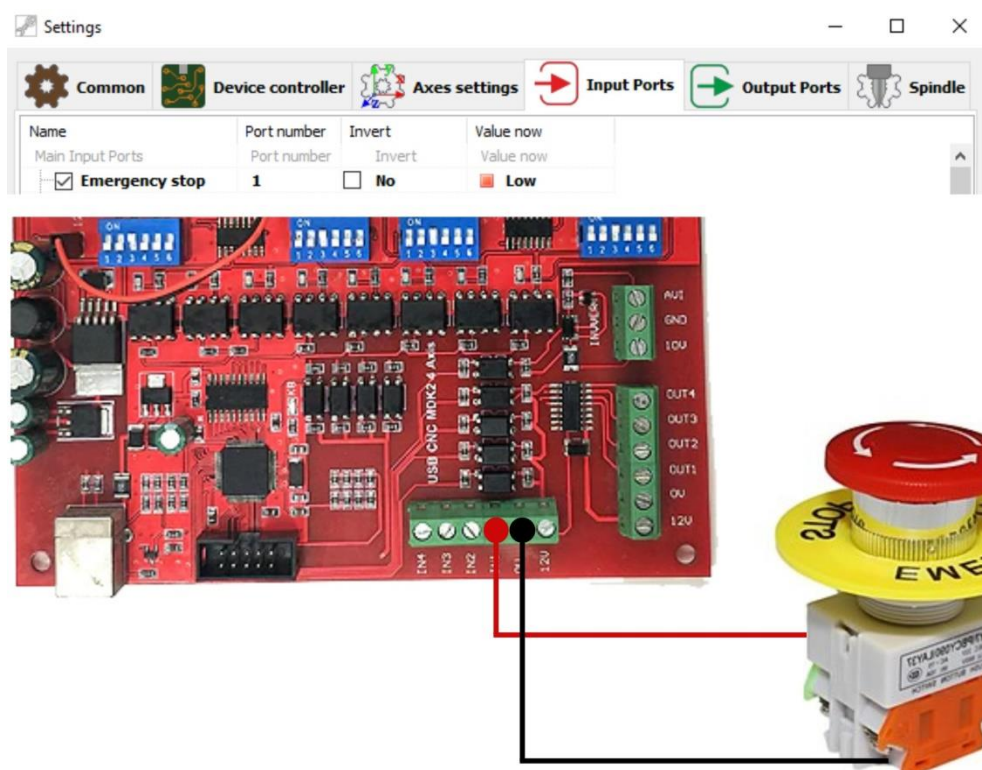 Settings
Common
Device controller
Axes settings
Input Ports
Output Ports
Spindle
Name Port number Invert Value now
Main Input Ports Port number Invert Value now
Emergency stop 1 No Low
ON
1 2 3 4 5 6
ON
1 2 3 4 5 6
ON
1 2 3 4 5 6
ON
1 2 3 4 5 6
AVI
GND
10V
USB CNC MDK2 4 Axis
OUT4
OUT3
OUT2
OUT1
0V
12V
IN4
IN3
IN2
12V
STOP
EME